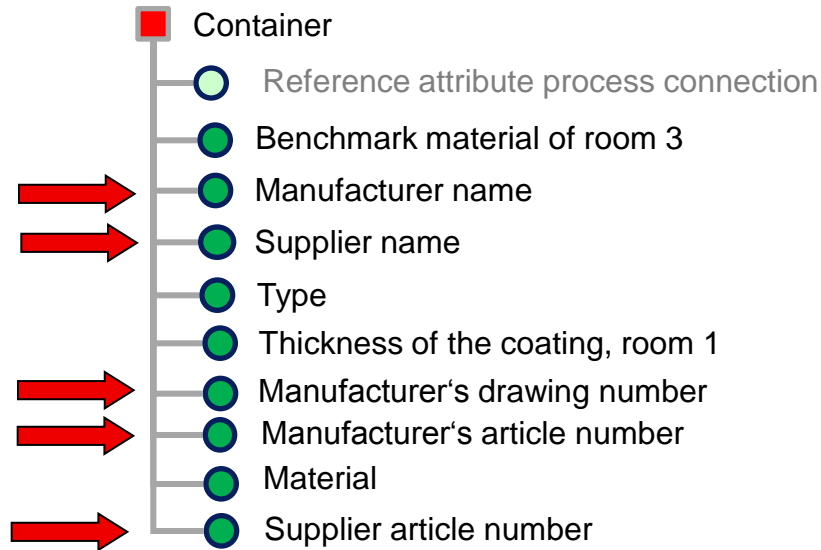 Container
Reference attribute process connection
Benchmark material of room 3
Manufacturer name
Supplier name
Type
Thickness of the coating, room 1
Manufacturer‘s drawing number
Manufacturer‘s article number
Material
Supplier article number